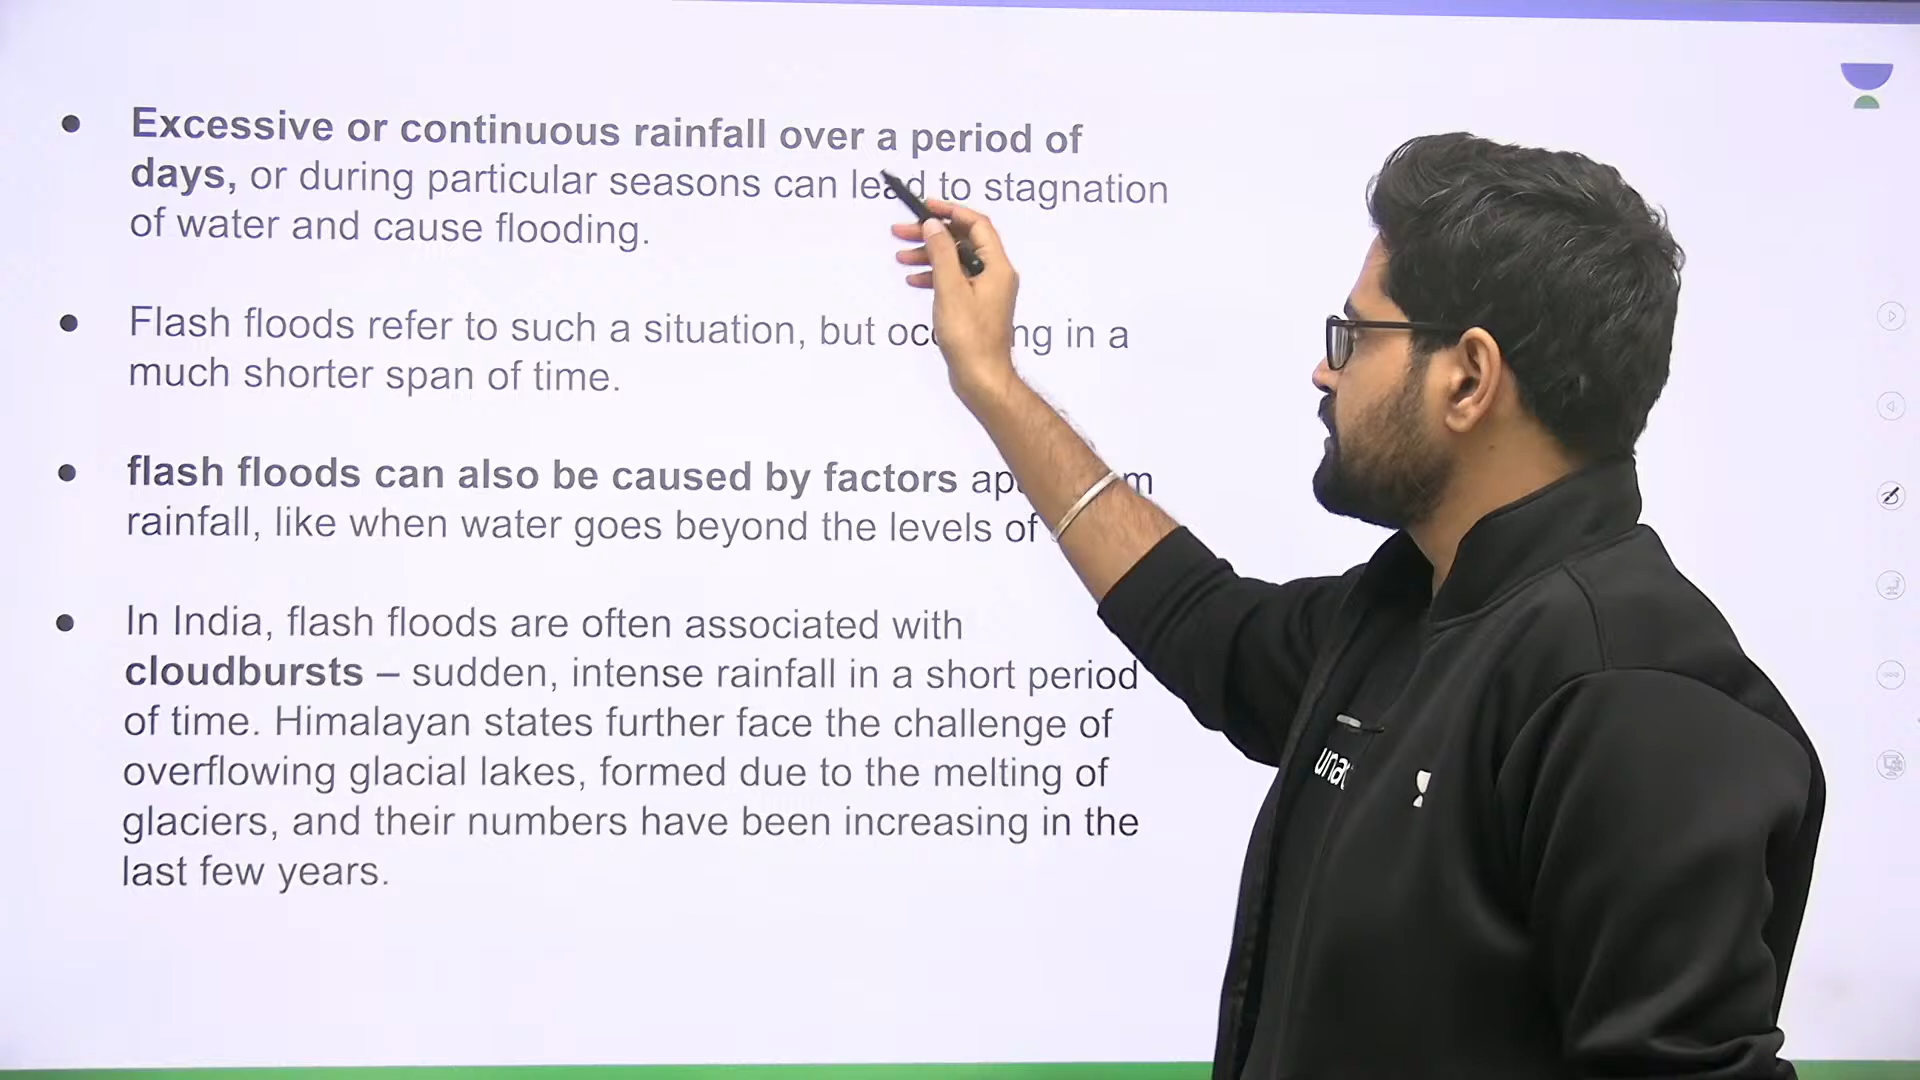 Excessive or continuous rainfall over a period of
days, or during particular seasons can lead to stagnation
of water and cause flooding.
Flash floods refer to such a situation, but in a
much shorter span of time.
flash floods can also be caused by factors
rainfall, like when water goes beyond the levels of
In India, flash floods are often associated with
cloudbursts – sudden, intense rainfall in a short period
of time. Himalayan states further face the challenge of
overflowing glacial lakes, formed due to the melting of
glaciers, and their numbers have been increasing in the
last few years.